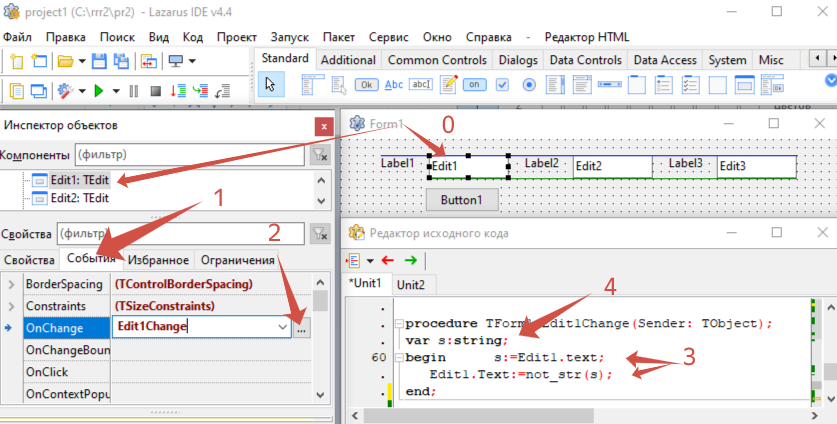 project1 (C:\rrr2\pr2) - Lazarus IDE v4.4
Файл Правка Поиск Вид Код Проект Запуск Пакет Сервис Окно Справка - Редактор HTML
Standard Additional Common Controls Dialogs Data Controls Data Access System Misc
Ok Abc abcI on
Инспектор объектов
Компоненты (фильтр)
Edit1: TEdit
Edit2: TEdit
Свойства (фильтр)
Свойства События Избранное Ограничения
BorderSpacing (TControlBorderSpacing)
Constraints (TSizeConstraints)
OnChange Edit1Change ...
OnChangeBoun
OnClick
OnContextPopu
0
1
2
Form1
Label1 Edit1 Label2 Edit2 Label3 Edit3
Button1
Редактор исходного кода
*Unit1 Unit2
4
procedure TForm1.Edit1Change(Sender: TObject);
var s:string;
60 begin s:=Edit1.text;
Edit1.Text:=not_str(s);
end;
3